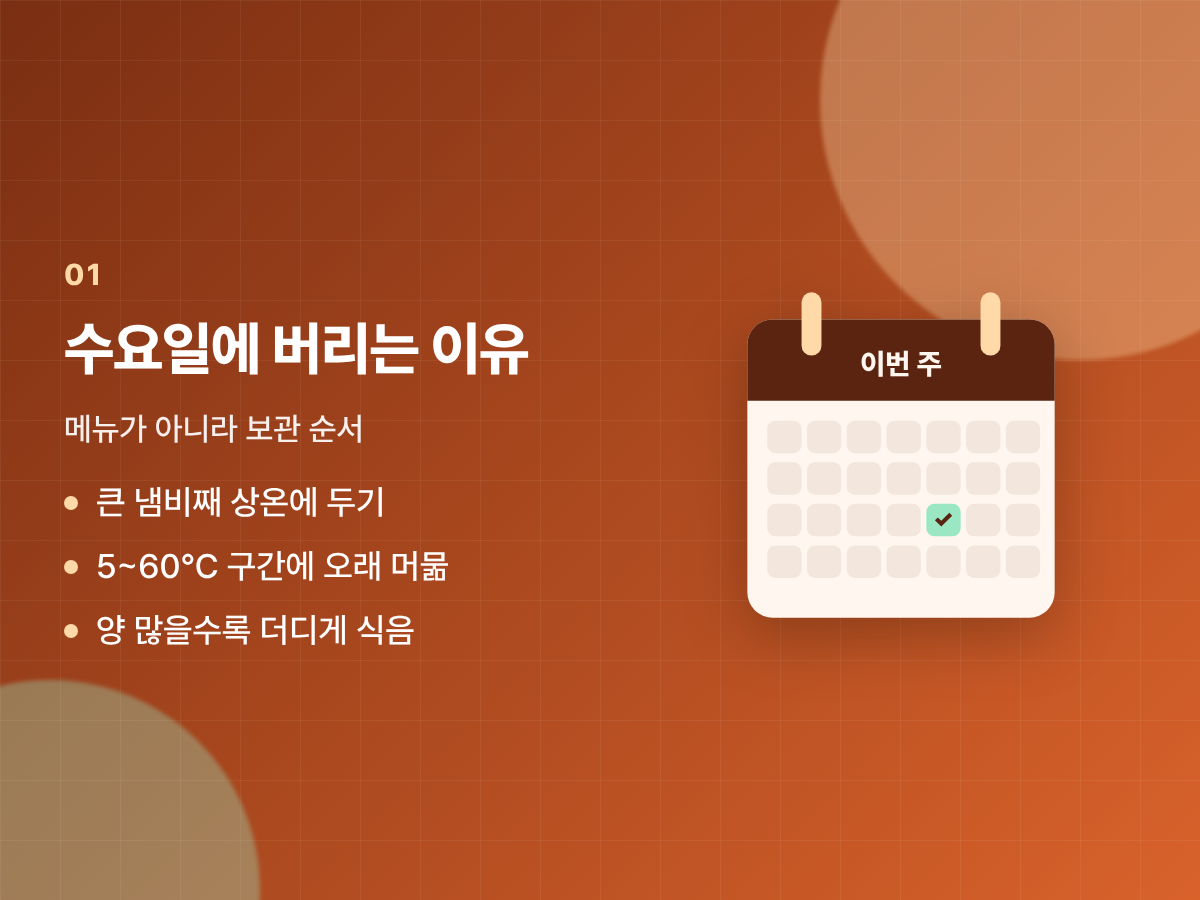 01
수요일에 버리는 이유
메뉴가 아니라 보관 순서
큰 냄비째 상온에 두기
5~60°C 구간에 오래 머묾
양 많을수록 더디게 식음
이번 주